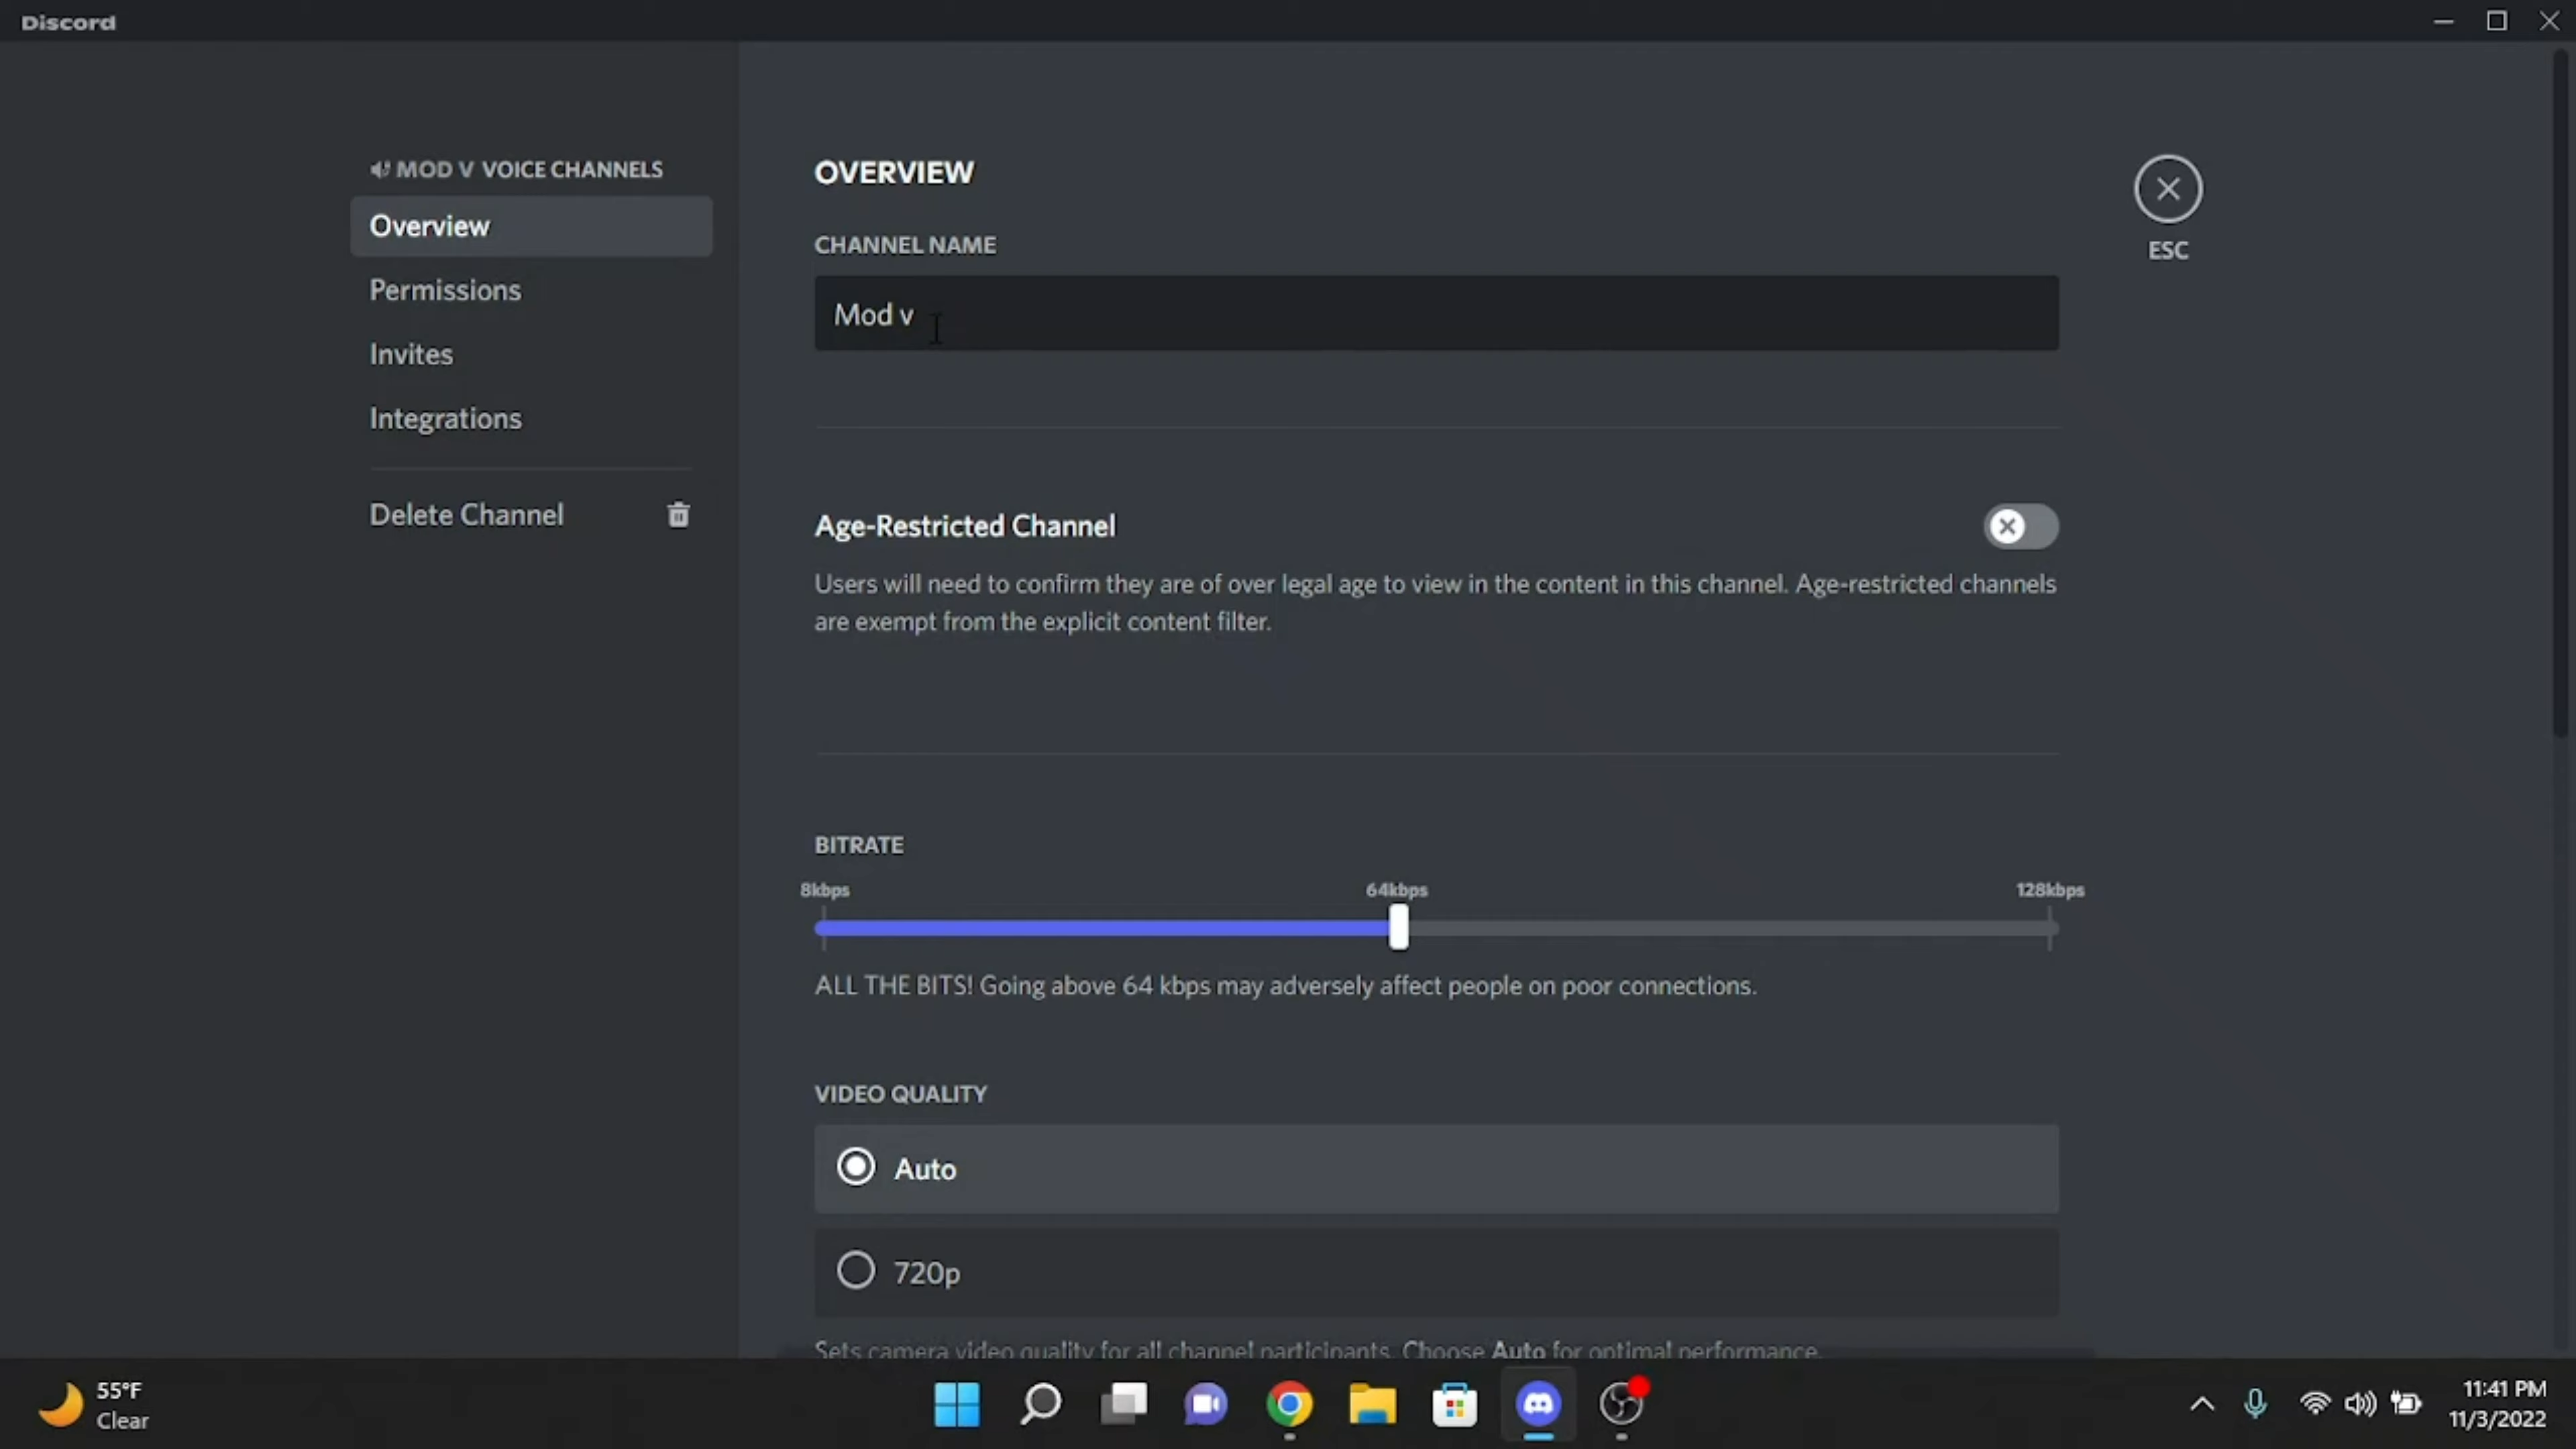 Discord
MOD V VOICE CHANNELS
Overview
Permissions
Invites
Integrations
Delete Channel
OVERVIEW
CHANNEL NAME
Mod v
ESC
Age-Restricted Channel
Users will need to confirm they are of over legal age to view in the content in this channel. Age-restricted channels
are exempt from the explicit content filter.
BITRATE
8kbps 64kbps 128kbps
ALL THE BITS! Going above 64 kbps may adversely affect people on poor connections.
VIDEO QUALITY
Auto
720p
Sets camera video quality for all channel participants. Choose Auto for optimal performance.
55°F
Clear
11:41 PM
11/3/2022